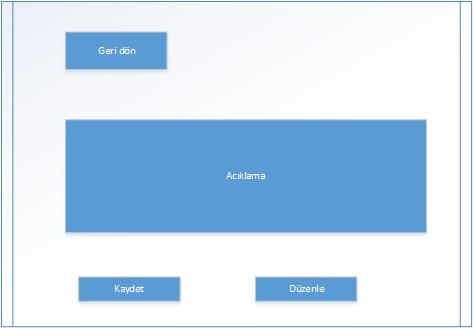 Geri dön
Acıklama
Kaydet
Düzenle